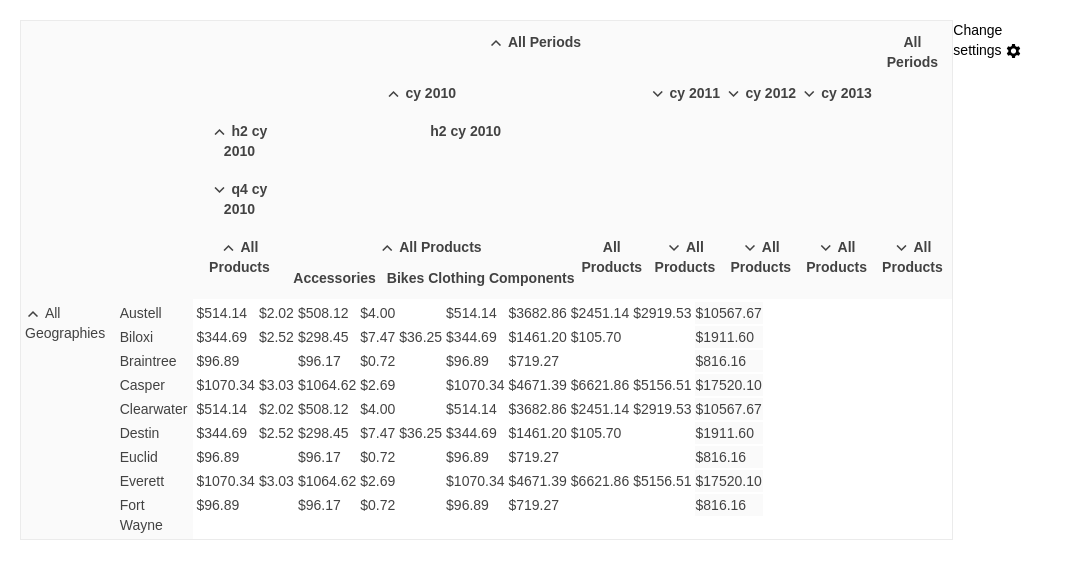 All Periods
All Periods
Change settings
cy 2010
cy 2011
cy 2012
cy 2013
h2 cy 2010
h2 cy 2010
q4 cy 2010
All Products
All Products
All Products
All Products
All Products
All Products
All Products
Accessories Bikes Clothing Components
All Geographies
Austell $514.14 $2.02 $508.12 $4.00 $514.14 $3682.86 $2451.14 $2919.53 $10567.67
Biloxi $344.69 $2.52 $298.45 $7.47 $36.25 $344.69 $1461.20 $105.70 $1911.60
Braintree $96.89 $96.17 $0.72 $96.89 $719.27 $816.16
Casper $1070.34 $3.03 $1064.62 $2.69 $1070.34 $4671.39 $6621.86 $5156.51 $17520.10
Clearwater $514.14 $2.02 $508.12 $4.00 $514.14 $3682.86 $2451.14 $2919.53 $10567.67
Destin $344.69 $2.52 $298.45 $7.47 $36.25 $344.69 $1461.20 $105.70 $1911.60
Euclid $96.89 $96.17 $0.72 $96.89 $719.27 $816.16
Everett $1070.34 $3.03 $1064.62 $2.69 $1070.34 $4671.39 $6621.86 $5156.51 $17520.10
Fort Wayne $96.89 $96.17 $0.72 $96.89 $719.27 $816.16